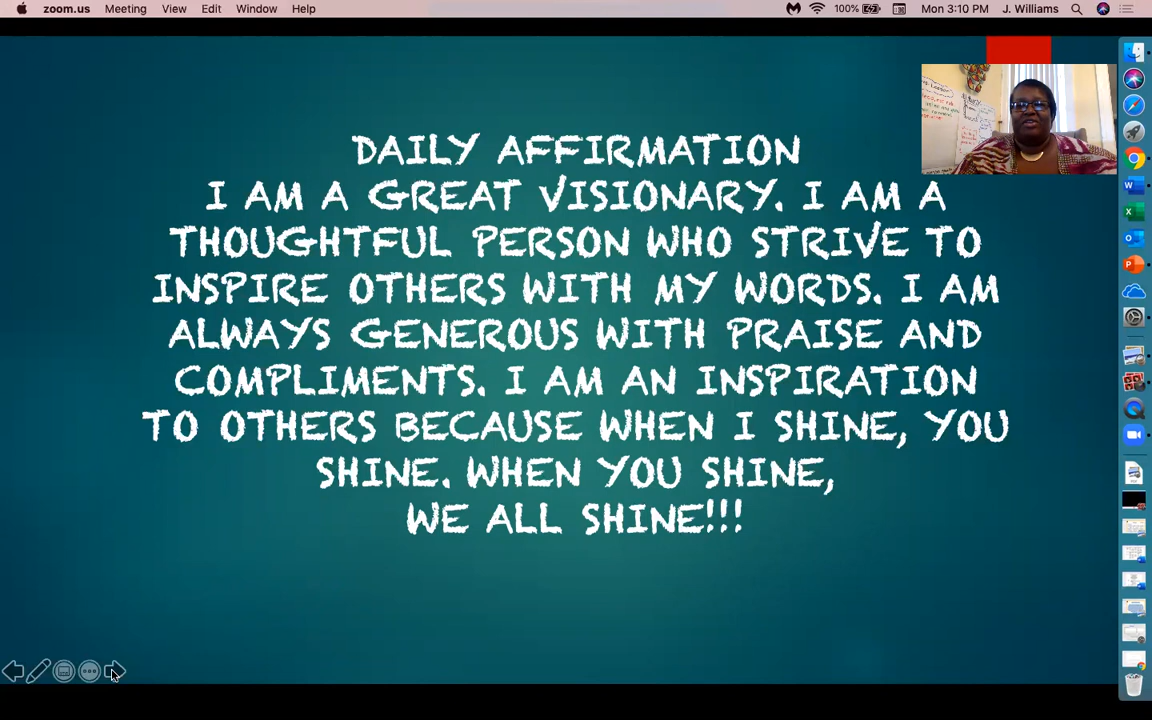 zoom.us Meeting View Edit Window Help 100% Mon 3:10 PM J. Williams
DAILY AFFIRMATION
I AM A GREAT VISIONARY. I AM A
THOUGHTFUL PERSON WHO STRIVE TO
INSPIRE OTHERS WITH MY WORDS. I AM
ALWAYS GENEROUS WITH PRAISE AND
COMPLIMENTS. I AM AN INSPIRATION
TO OTHERS BECAUSE WHEN I SHINE, YOU
SHINE. WHEN YOU SHINE,
WE ALL SHINE!!!